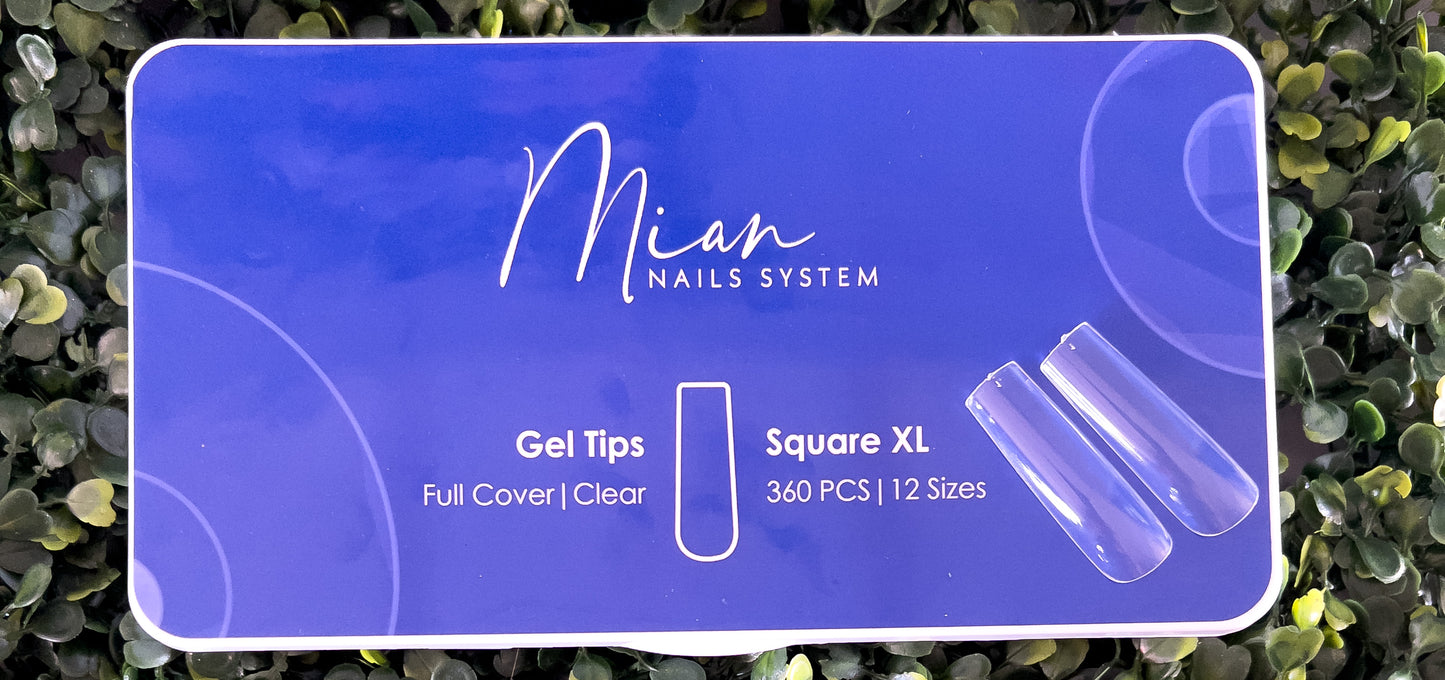 Mian
NAILS SYSTEM
Gel Tips
Full Cover|Clear
Square XL
360 PCS|12 Sizes